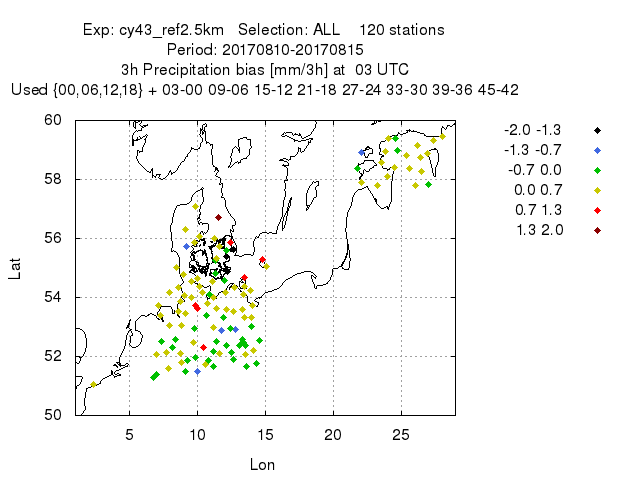 Exp: cy43_ref2.5km   Selection: ALL    120 stations
Period: 20170810-20170815
3h Precipitation bias [mm/3h] at  03 UTC
Used {00,06,12,18} + 03-00 09-06 15-12 21-18 27-24 33-30 39-36 45-42
-2.0 -1.3
-1.3 -0.7
-0.7 0.0
0.0 0.7
0.7 1.3
1.3 2.0
60
58
56
54
52
50
Lat
5 10 15 20 25
Lon